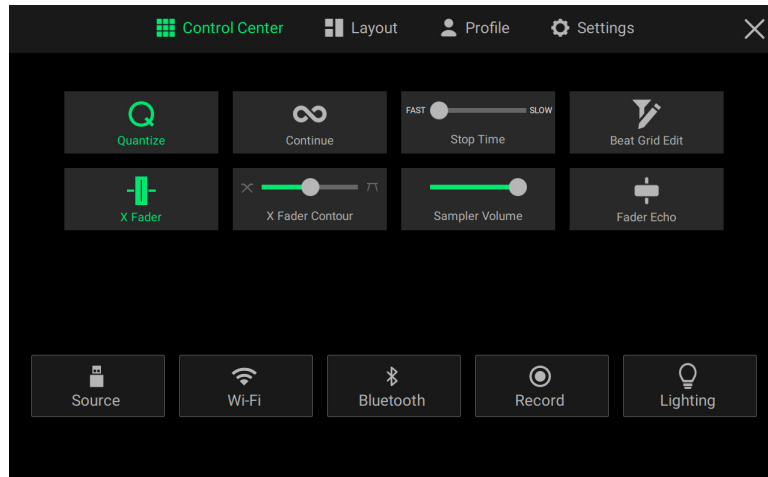 Control Center
Layout
Profile
Settings
Quantize
Continue
FAST SLOW
Stop Time
Beat Grid Edit
X Fader
X Fader Contour
Sampler Volume
Fader Echo
Source
Wi-Fi
Bluetooth
Record
Lighting